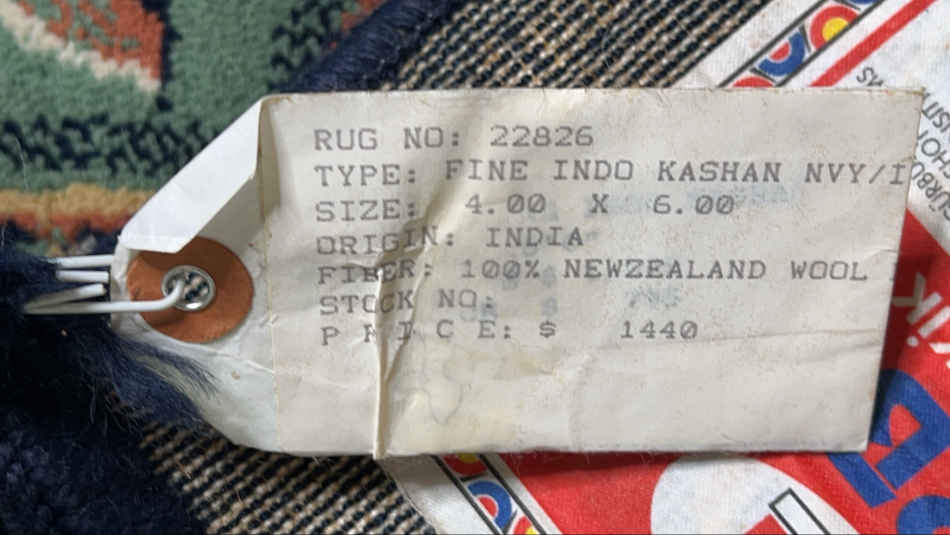 RUG NO: 22826
TYPE: FINE INDO KASHAN NVY/I
SIZE: 4.00 X 6.00
ORIGIN: INDIA
FIBER: 100% NEWZEALAND WOOL
STOCK NO:
P R I C E: $ 1440